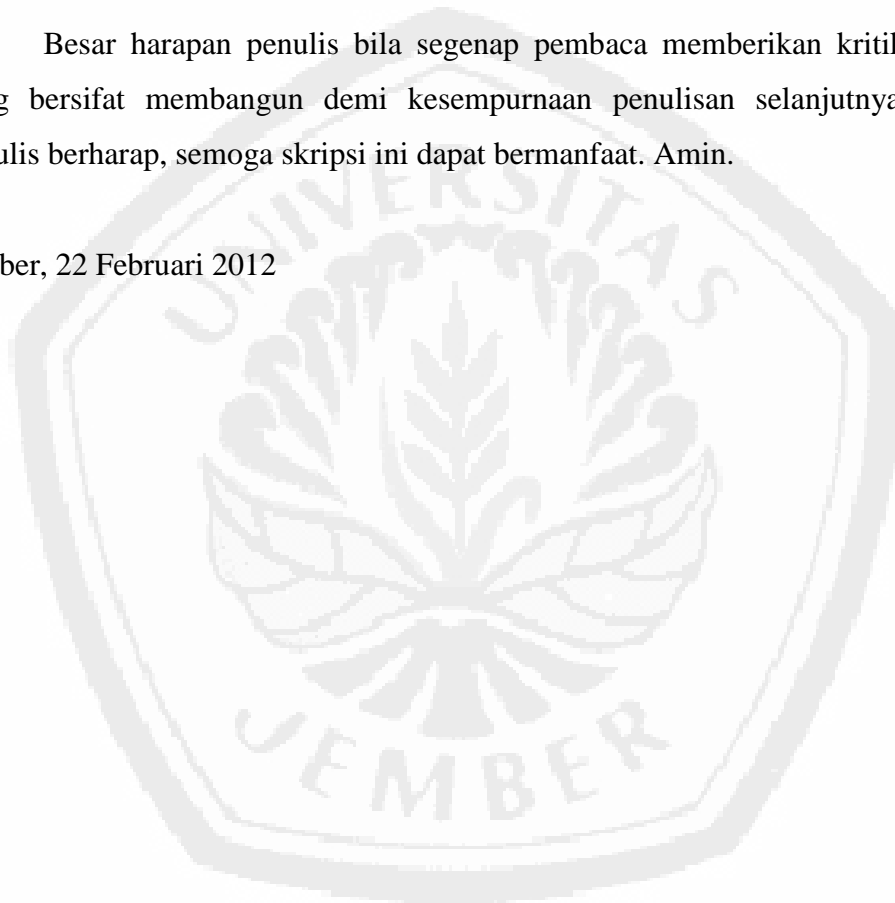 Besar harapan penulis bila segenap pembaca memberikan kritik
g bersifat membangun demi kesempurnaan penulisan selanjutnya
ulis berharap, semoga skripsi ini dapat bermanfaat. Amin.
ber, 22 Februari 2012
UNIVERSITAS
JEMBER